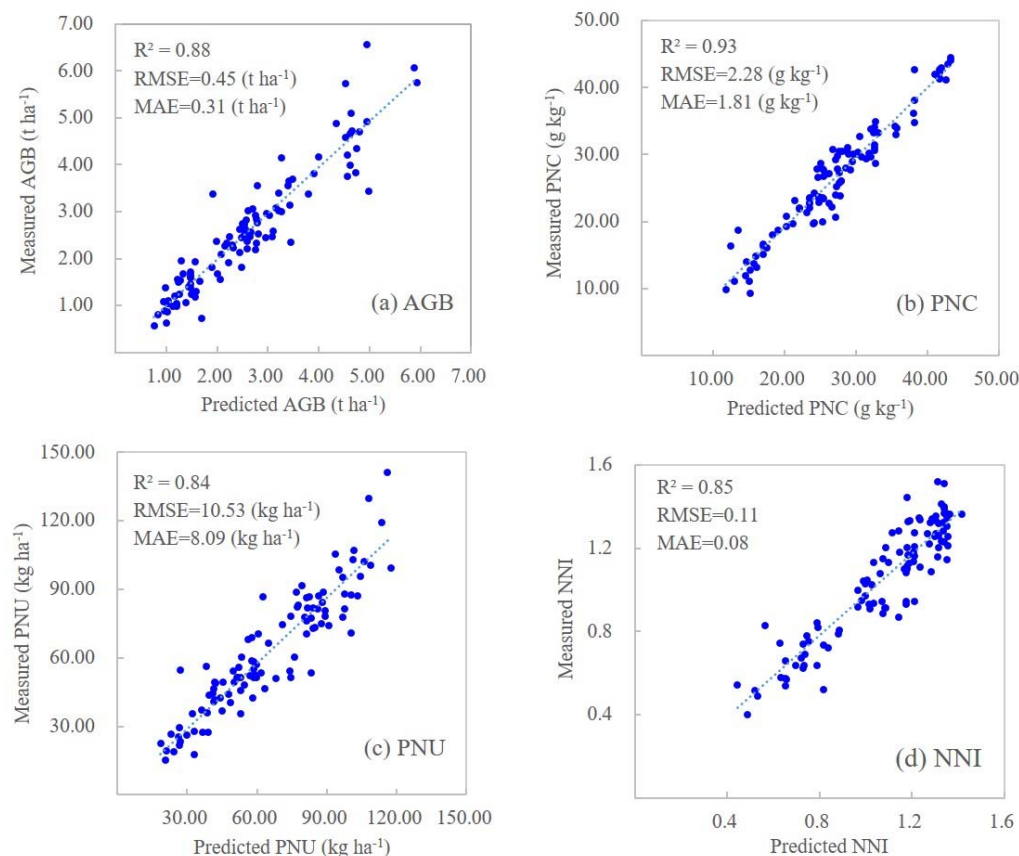 7.00
6.00
5.00
4.00
3.00
2.00
1.00
Measured AGB (t ha⁻¹)
R² = 0.88
RMSE=0.45 (t ha⁻¹)
MAE=0.31 (t ha⁻¹)
(a) AGB
1.00 2.00 3.00 4.00 5.00 6.00 7.00
Predicted AGB (t ha⁻¹)
50.00
40.00
30.00
20.00
10.00
Measured PNC (g kg⁻¹)
R² = 0.93
RMSE=2.28 (g kg⁻¹)
MAE=1.81 (g kg⁻¹)
(b) PNC
10.00 20.00 30.00 40.00 50.00
Predicted PNC (g kg⁻¹)
150.00
120.00
90.00
60.00
30.00
Measured PNU (kg ha⁻¹)
R² = 0.84
RMSE=10.53 (kg ha⁻¹)
MAE=8.09 (kg ha⁻¹)
(c) PNU
30.00 60.00 90.00 120.00 150.00
Predicted PNU (kg ha⁻¹)
1.6
1.2
0.8
0.4
Measured NNI
R² = 0.85
RMSE=0.11
MAE=0.08
(d) NNI
0.4 0.8 1.2 1.6
Predicted NNI